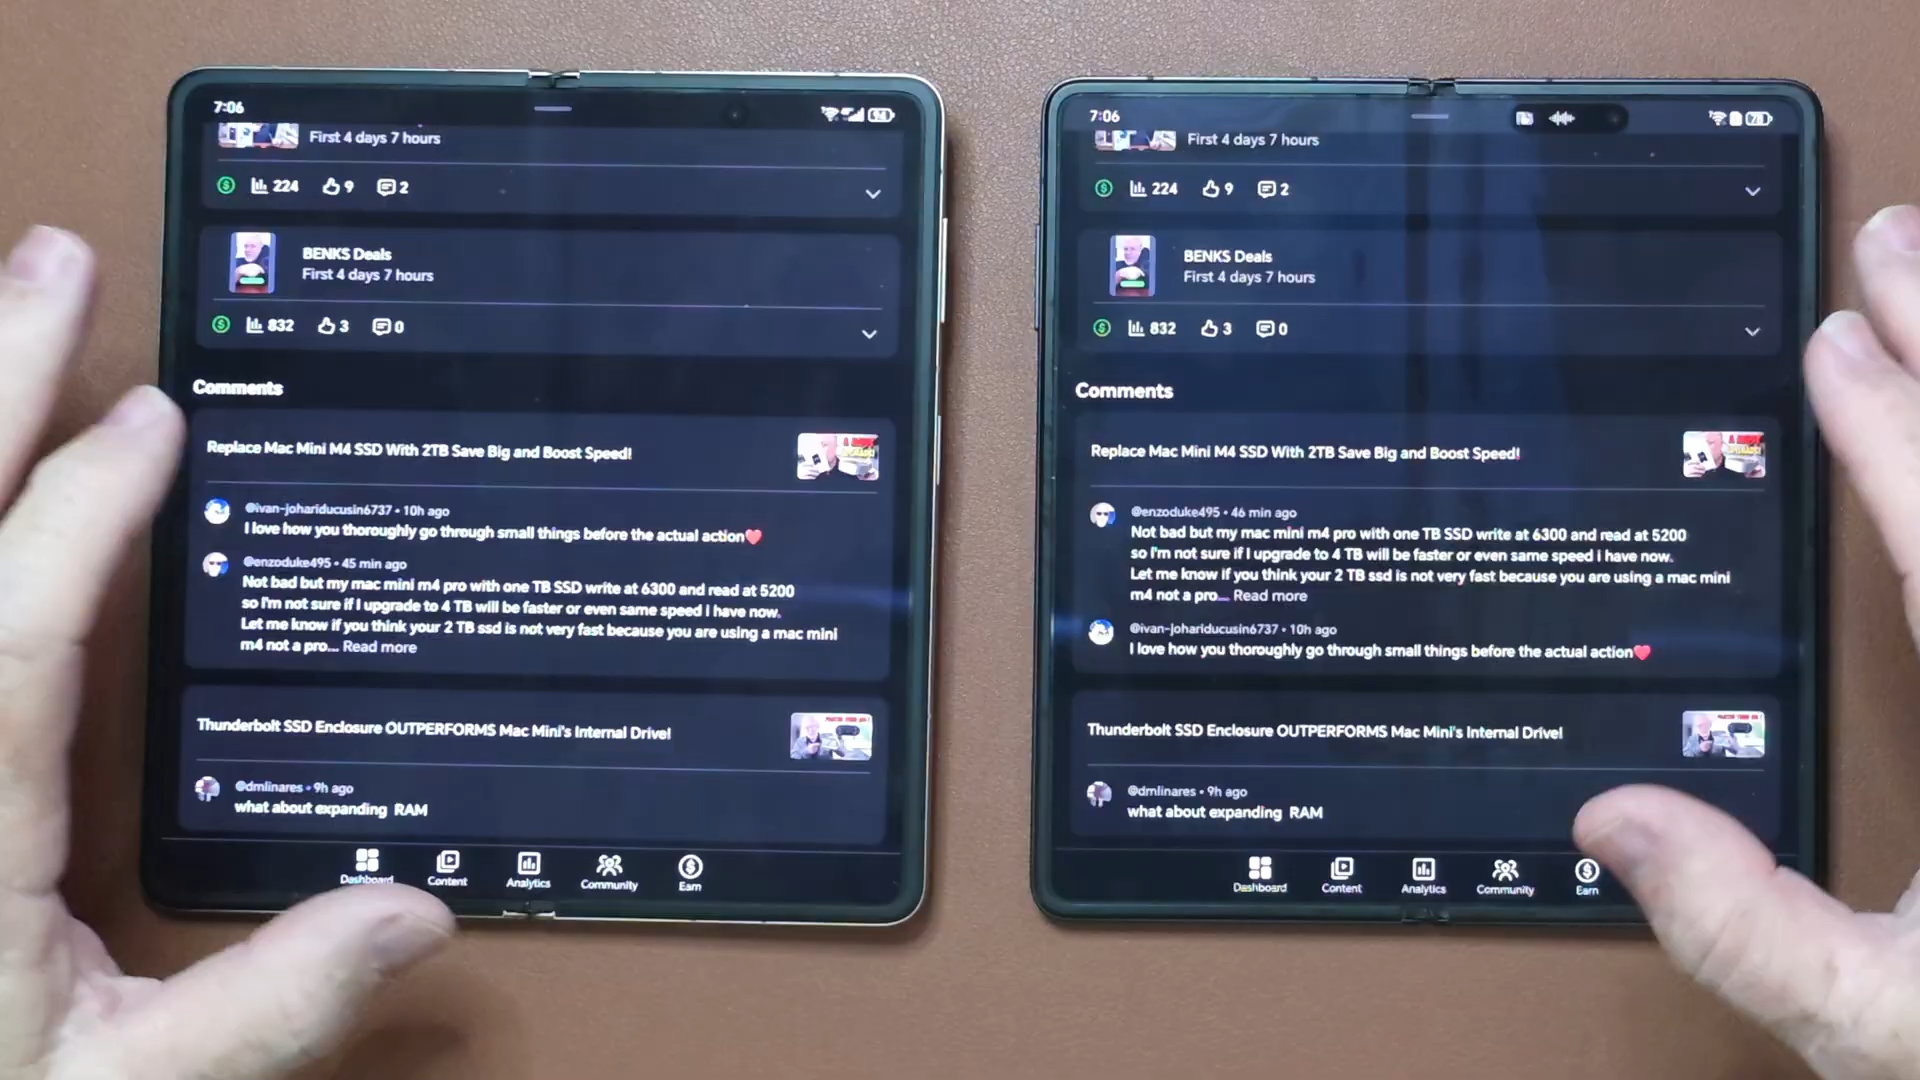 7:06
First 4 days 7 hours
224 9 2
BENKS Deals
First 4 days 7 hours
832 3 0
Comments
Replace Mac Mini M4 SSD With 2TB Save Big and Boost Speed!
@ivan-johariducusin6737 • 10h ago
I love how you thoroughly go through small things before the actual action❤️
@enzoduke495 • 45 min ago
Not bad but my mac mini m4 pro with one TB SSD write at 6300 and read at 5200
so I'm not sure if I upgrade to 4 TB will be faster or even same speed i have now.
Let me know if you think your 2 TB ssd is not very fast because you are using a mac mini
m4 not a pro... Read more
Thunderbolt SSD Enclosure OUTPERFORMS Mac Mini's Internal Drive!
@dmlinares • 9h ago
what about expanding RAM
Dashboard Content Analytics Community Earn
7:06
First 4 days 7 hours
224 9 2
BENKS Deals
First 4 days 7 hours
832 3 0
Comments
Replace Mac Mini M4 SSD With 2TB Save Big and Boost Speed!
@enzoduke495 • 46 min ago
Not bad but my mac mini m4 pro with one TB SSD write at 6300 and read at 5200
so I'm not sure if I upgrade to 4 TB will be faster or even same speed i have now.
Let me know if you think your 2 TB ssd is not very fast because you are using a mac mini
m4 not a pro... Read more
@ivan-johariducusin6737 • 10h ago
I love how you thoroughly go through small things before the actual action❤️
Thunderbolt SSD Enclosure OUTPERFORMS Mac Mini's Internal Drive!
@dmlinares • 9h ago
what about expanding RAM
Dashboard Content Analytics Community Earn